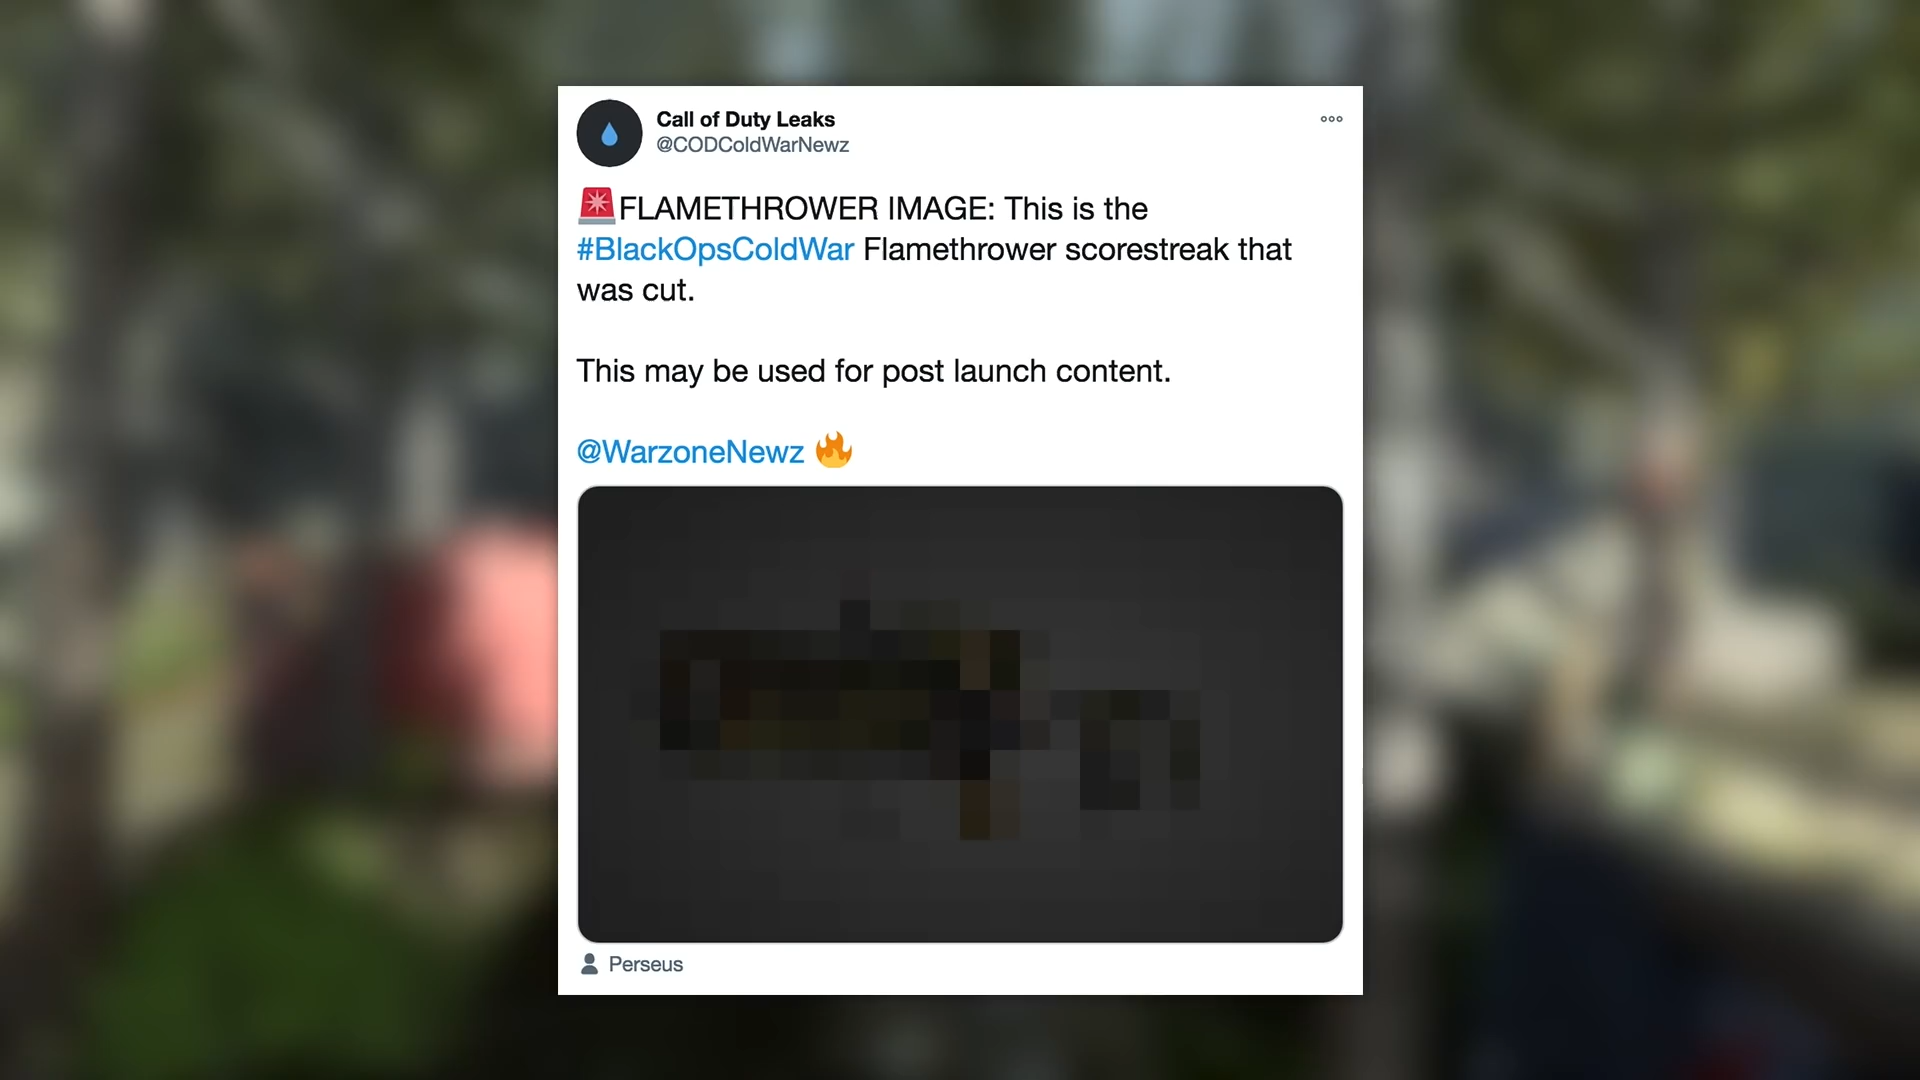 Call of Duty Leaks
@CODColdWarNewz
🚨FLAMETHROWER IMAGE: This is the
#BlackOpsColdWar Flamethrower scorestreak that
was cut.
This may be used for post launch content.
@WarzoneNewz 🔥
Perseus